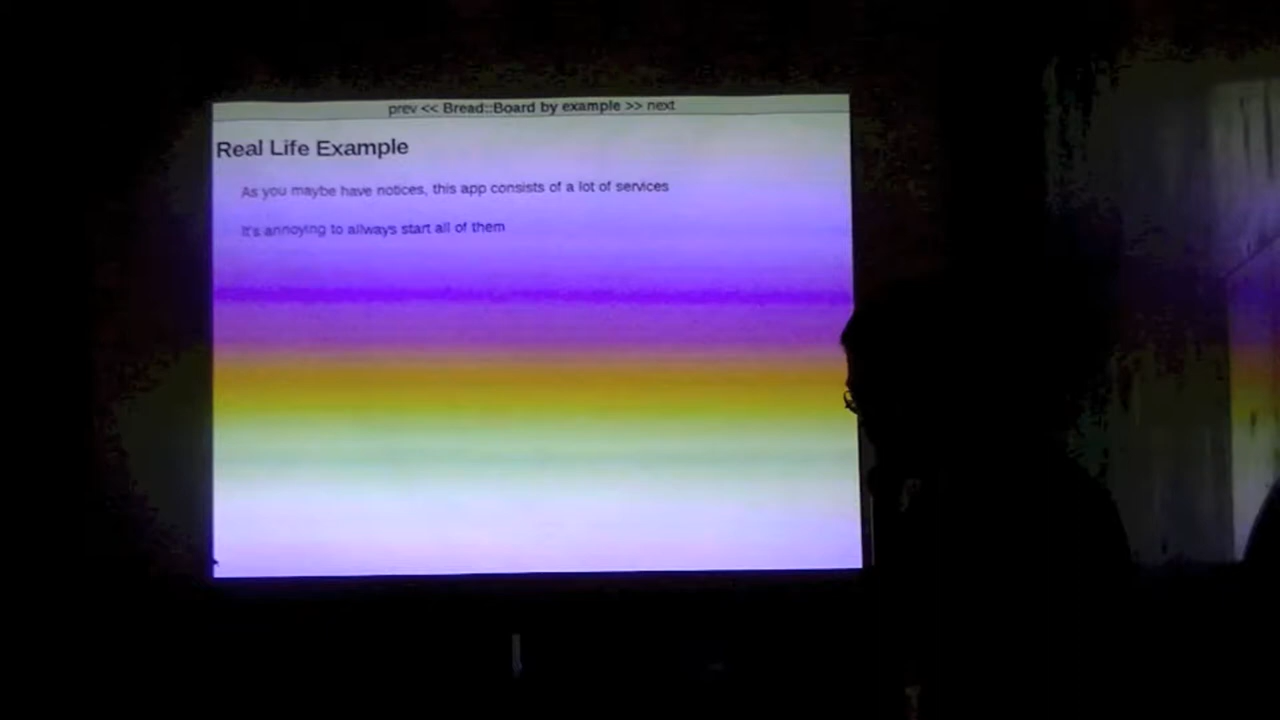 prev << Bread::Board by example >> next
Real Life Example
As you maybe have notices, this app consists of a lot of services
It's annoying to allways start all of them